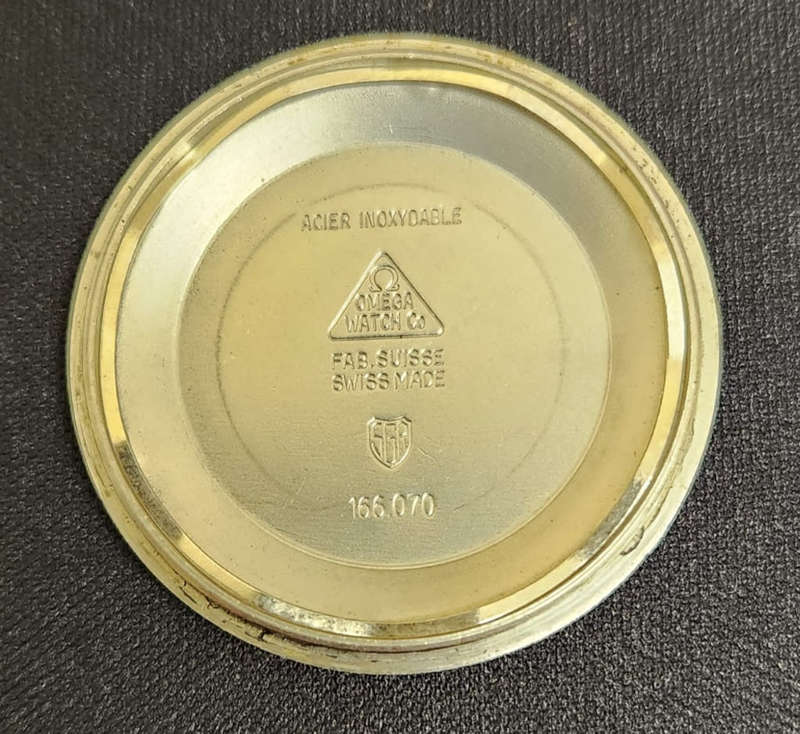 ACIER INOXYDABLE
Ω
OMEGA
WATCH Co
FAB. SUISSE
SWISS MADE
166.070